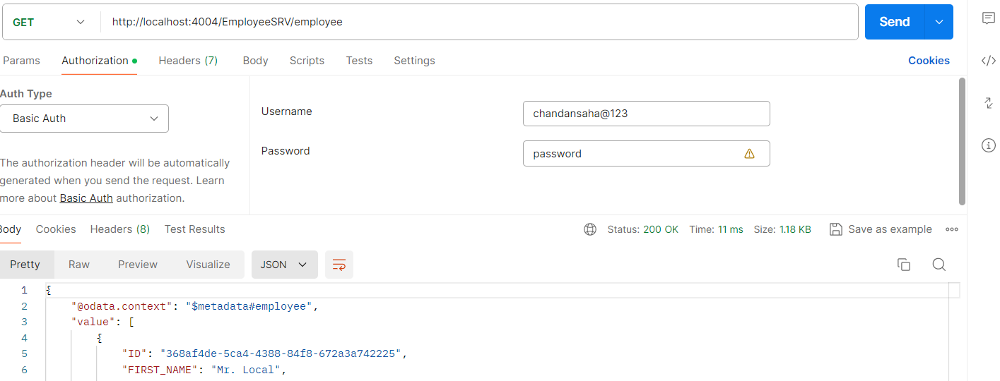 GET http://localhost:4004/EmployeeSRV/employee Send
Params Authorization Headers (7) Body Scripts Tests Settings Cookies
Auth Type
Basic Auth
The authorization header will be automatically
generated when you send the request. Learn
more about Basic Auth authorization.
Username chandansaha@123
Password password
Body Cookies Headers (8) Test Results Status: 200 OK Time: 11 ms Size: 1.18 KB Save as example
Pretty Raw Preview Visualize JSON
1 {
2 "@odata.context": "$metadata#employee",
3 "value": [
4 {
5 "ID": "368af4de-5ca4-4388-84f8-672a3a742225",
6 "FIRST_NAME": "Mr. Local",